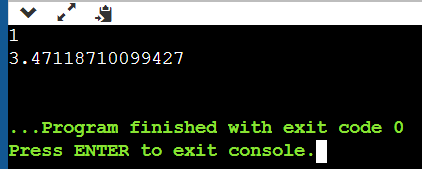 1
3.47118710099427
...Program finished with exit code 0
Press ENTER to exit console.